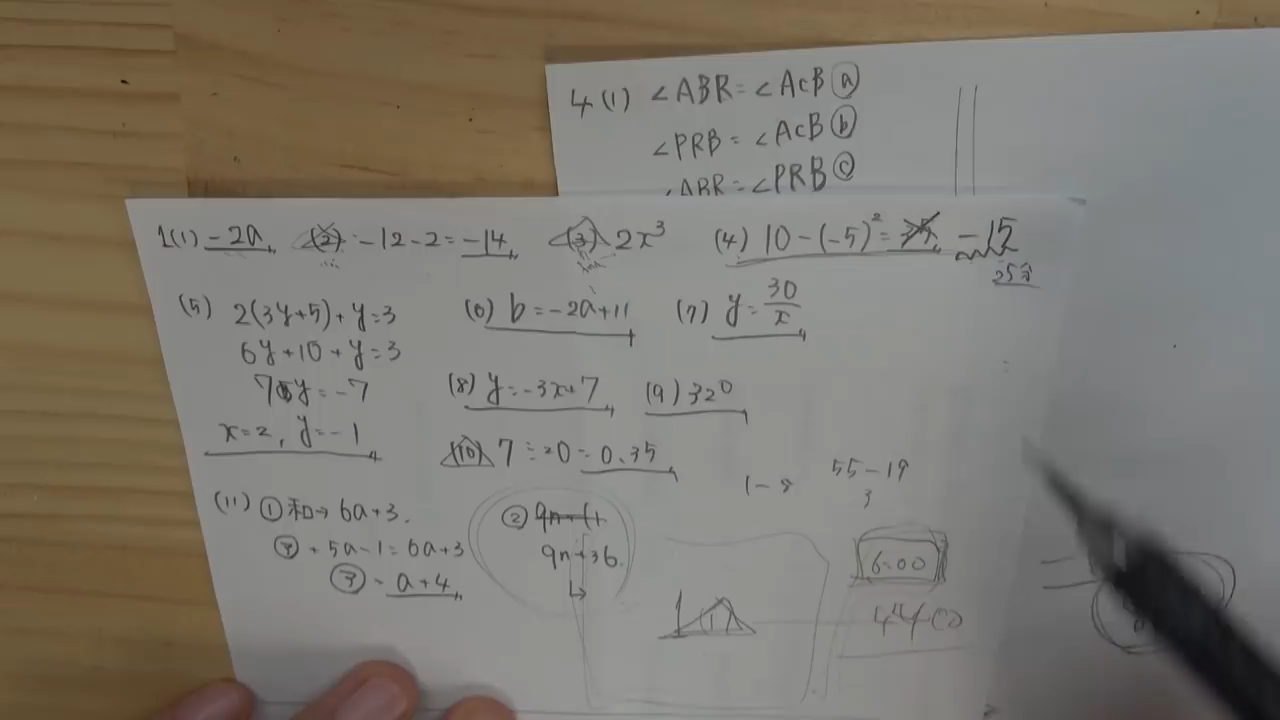 4 (1) ∠ABR = ∠ACB ⓐ
∠PRB = ∠ACB ⓑ
∠ABR = ∠PRB ⓒ
1(1) -2a (2) -12-2=-14 (3) 2x³ (4) 10-(-5)²= -15
(5) 2(3y+5)+y=3 (6) b=-2a+11 (7) y=30/x
6y+10+y=3
7y=-7 (8) y=-3x+7 (9) 32°
x=2, y=-1 (10) 7÷20=0.35
55-19
3
(11) ① 和→ 6a+3. ② 9n+11
+5a-1=6a+3 9n+36.
- a+4 6.00
4400